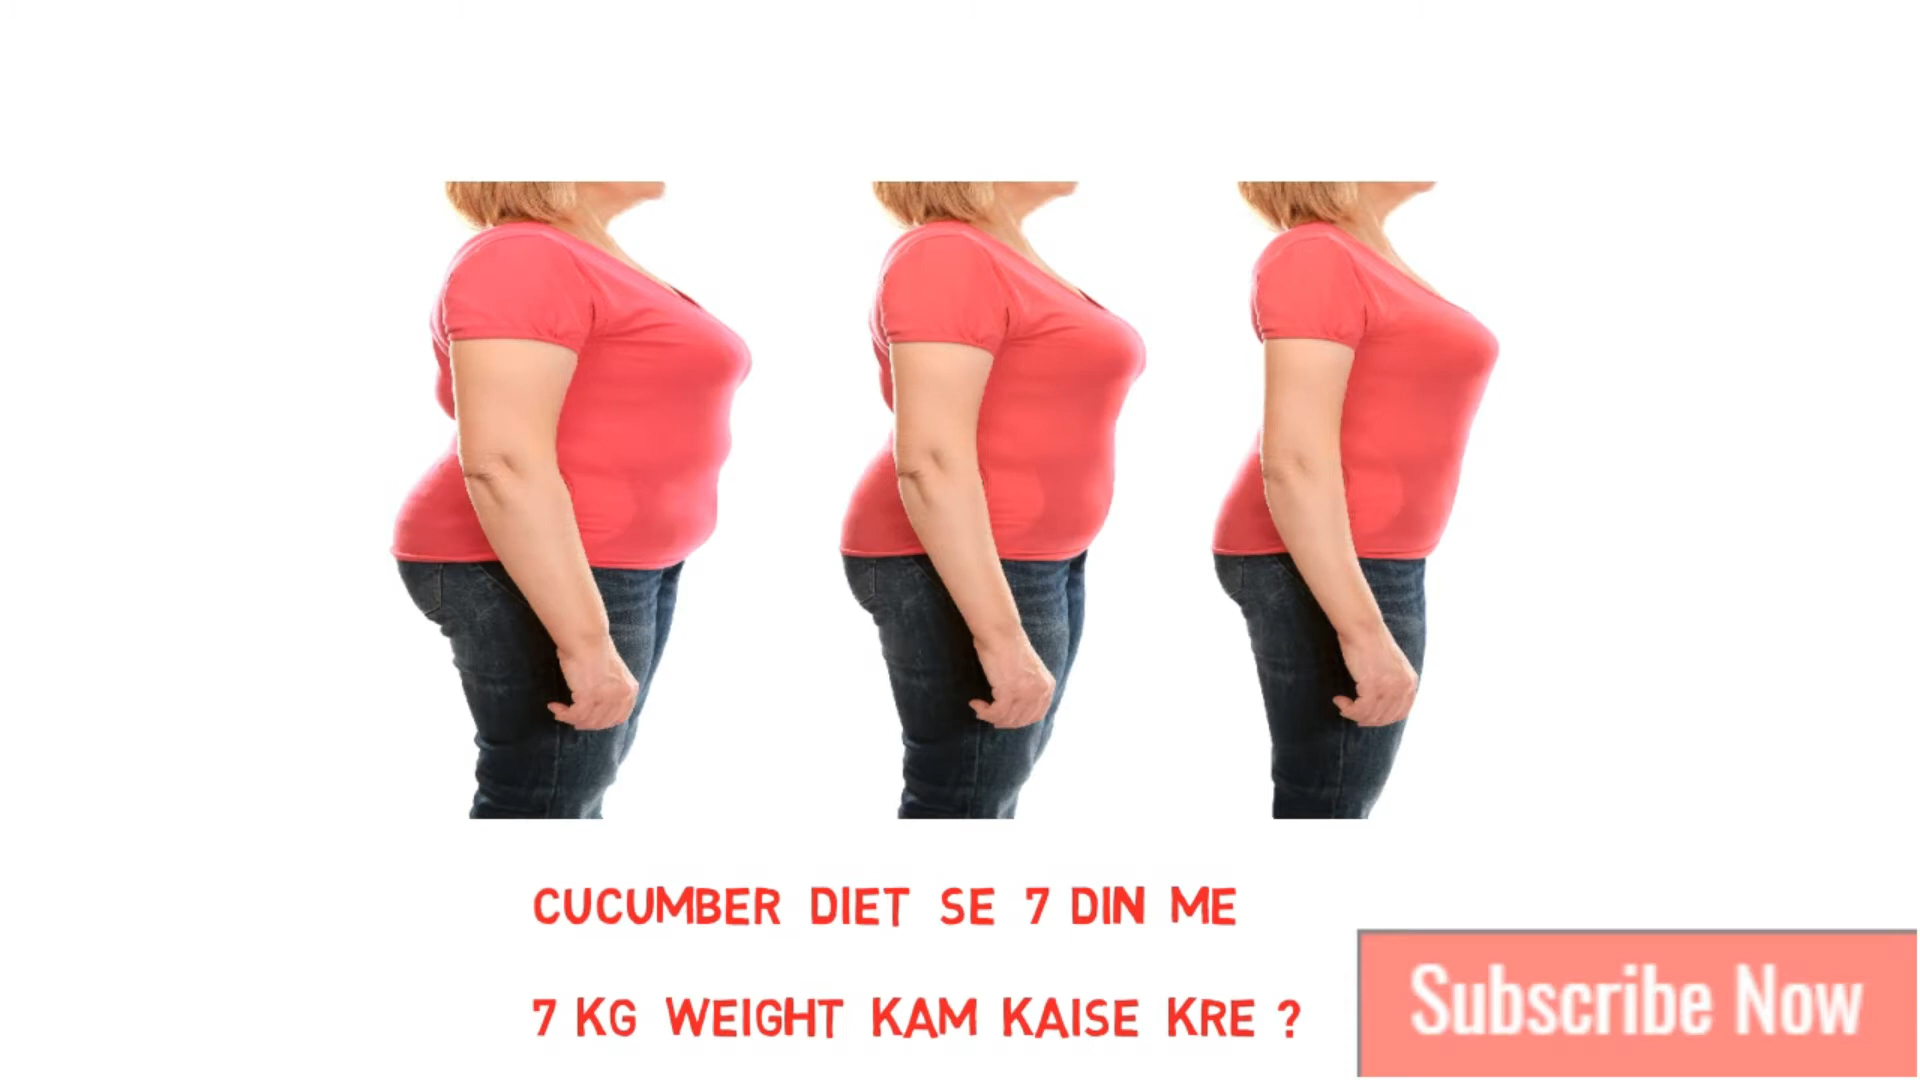 CUCUMBER DIET SE 7 DIN ME
7 KG WEIGHT KAM KAISE KRE ?
Subscribe Now